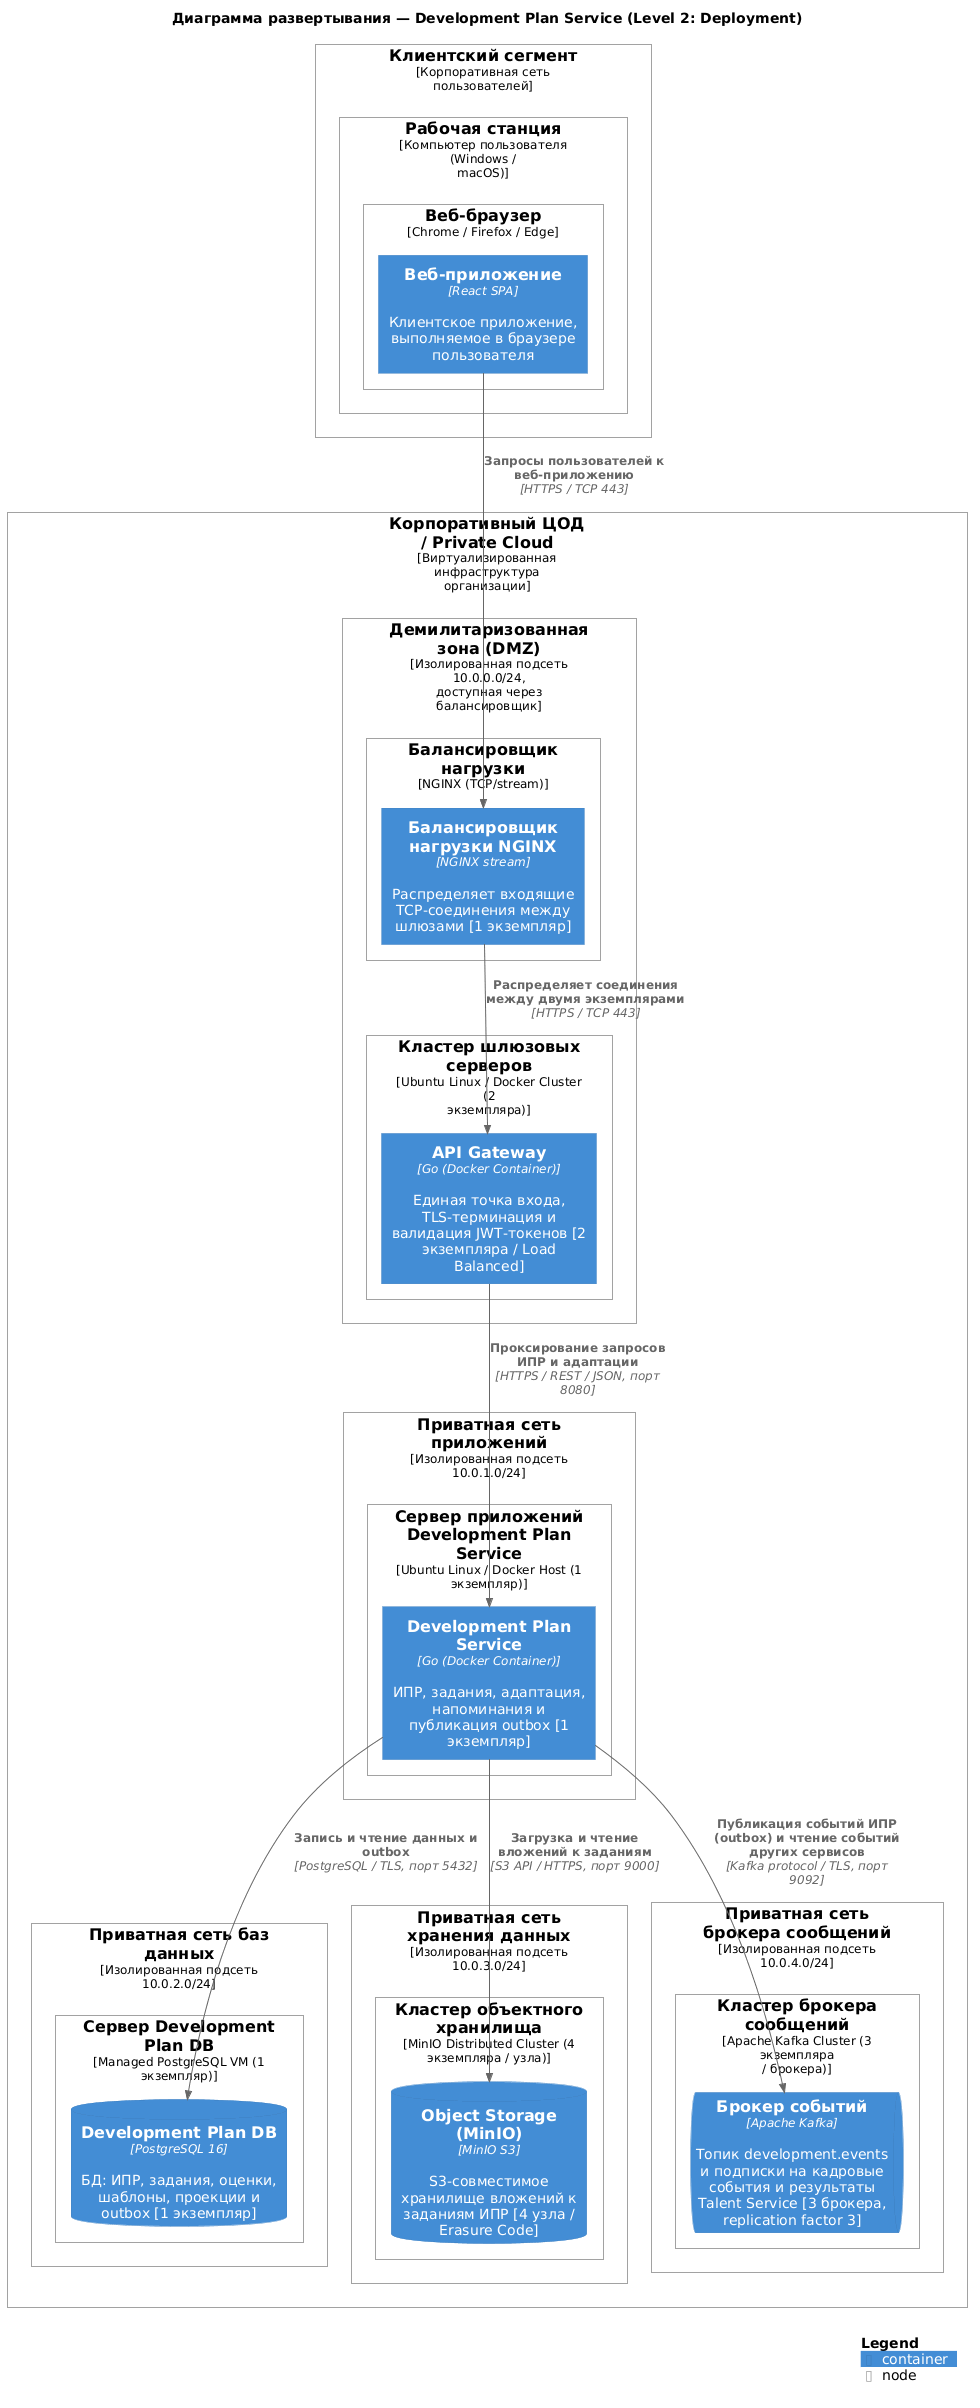 Диаграмма развертывания — Development Plan Service (Level 2: Deployment)
Клиентский сегмент
[Корпоративная сеть
пользователей]
Рабочая станция
[Компьютер пользователя
(Windows /
macOS)]
Веб-браузер
[Chrome / Firefox / Edge]
Веб-приложение
[React SPA]
Клиентское приложение,
выполняемое в браузере
пользователя
Запросы пользователей к
веб-приложению
[HTTPS / TCP 443]
Корпоративный ЦОД
/ Private Cloud
[Виртуализированная
инфраструктура
организации]
Демилитаризованная
зона (DMZ)
[Изолированная подсеть
10.0.0.0/24,
доступная через
балансировщик]
Балансировщик
нагрузки
[NGINX (TCP/stream)]
Балансировщик
нагрузки NGINX
[NGINX stream]
Распределяет входящие
TCP-соединения между
шлюзами [1 экземпляр]
Распределяет соединения
между двумя экземплярами
[HTTPS / TCP 443]
Кластер шлюзовых
серверов
[Ubuntu Linux / Docker Cluster
(2
экземпляра)]
API Gateway
[Go (Docker Container)]
Единая точка входа,
TLS-терминация и
валидация JWT-токенов [2
экземпляра / Load
Balanced]
Проксирование запросов
ИПР и адаптации
[HTTPS / REST / JSON, порт
8080]
Приватная сеть
приложений
[Изолированная подсеть
10.0.1.0/24]
Сервер приложений
Development Plan
Service
[Ubuntu Linux / Docker Host (1
экземпляр)]
Development Plan
Service
[Go (Docker Container)]
ИПР, задания, адаптация,
напоминания и
публикация outbox [1
экземпляр]
Запись и чтение данных и
outbox
[PostgreSQL / TLS, порт 5432]
Загрузка и чтение
вложений к заданиям
[S3 API / HTTPS, порт 9000]
Публикация событий ИПР
(outbox) и чтение событий
других сервисов
[Kafka protocol / TLS, порт
9092]
Приватная сеть баз
данных
[Изолированная подсеть
10.0.2.0/24]
Сервер Development
Plan DB
[Managed PostgreSQL VM (1
экземпляр)]
Development Plan DB
[PostgreSQL 16]
БД: ИПР, задания, оценки,
шаблоны, проекции и
outbox [1 экземпляр]
Приватная сеть
хранения данных
[Изолированная подсеть
10.0.3.0/24]
Кластер объектного
хранилища
[MinIO Distributed Cluster (4
экземпляра / узла)]
Object Storage
(MinIO)
[MinIO S3]
S3-совместимое
хранилище вложений к
заданиям ИПР [4 узла /
Erasure Code]
Приватная сеть
брокера сообщений
[Изолированная подсеть
10.0.4.0/24]
Кластер брокера
сообщений
[Apache Kafka Cluster (3
экземпляра
/ брокера)]
Брокер событий
[Apache Kafka]
Топик development.events
и подписки на кадровые
события и результаты
Talent Service [3 брокера,
replication factor 3]
Legend
container
node